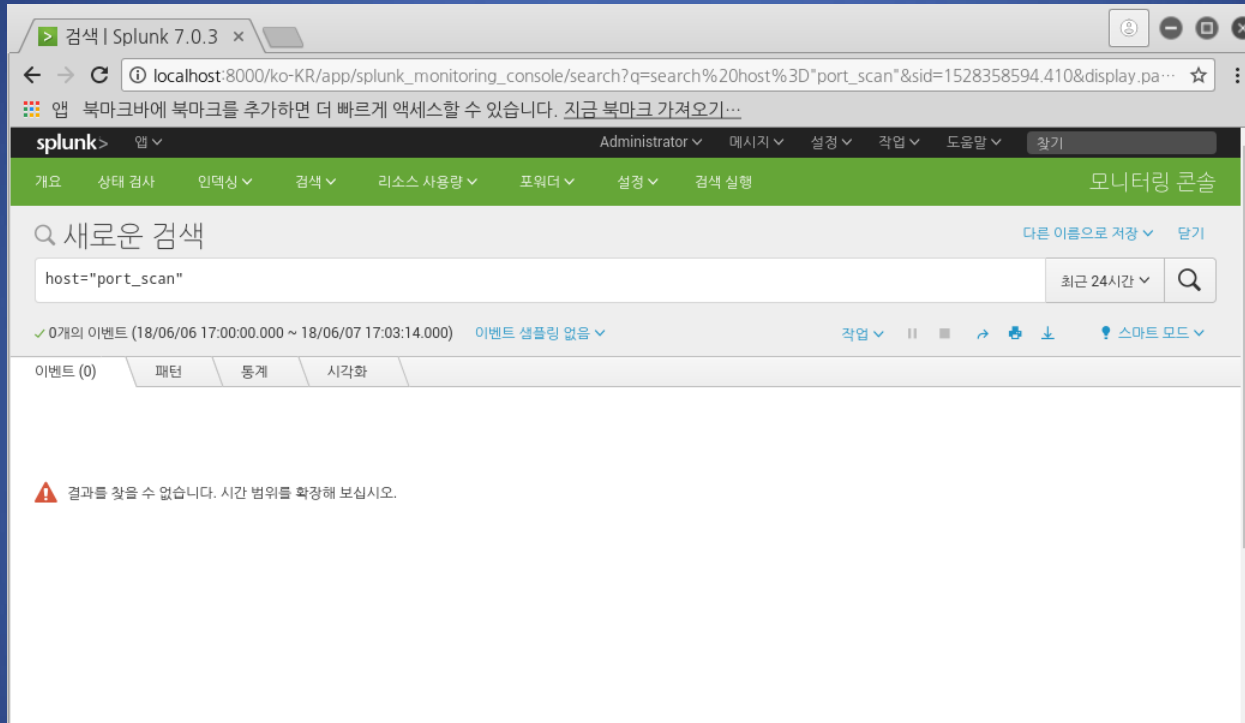 검색 | Splunk 7.0.3
localhost:8000/ko-KR/app/splunk_monitoring_console/search?q=search%20host%3D"port_scan"&sid=1528358594.410&display.pa…
앱 북마크바에 북마크를 추가하면 더 빠르게 액세스할 수 있습니다. 지금 북마크 가져오기…
splunk> 앱 Administrator 메시지 설정 작업 도움말 찾기
개요 상태 검사 인덱싱 검색 리소스 사용량 포워더 설정 검색 실행 모니터링 콘솔
새로운 검색 다른 이름으로 저장 닫기
host="port_scan" 최근 24시간
0개의 이벤트 (18/06/06 17:00:00.000 ~ 18/06/07 17:03:14.000) 이벤트 샘플링 없음 작업 스마트 모드
이벤트 (0) 패턴 통계 시각화
결과를 찾을 수 없습니다. 시간 범위를 확장해 보십시오.